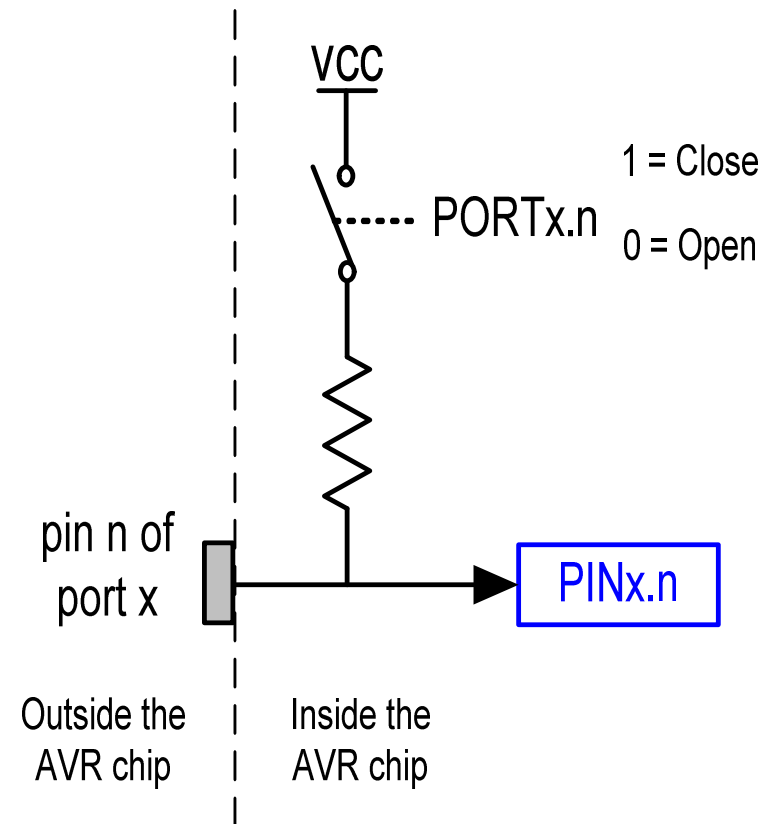 VCC
1 = Close
PORTx.n
0 = Open
pin n of
port x
PINx.n
Outside the
AVR chip
Inside the
AVR chip